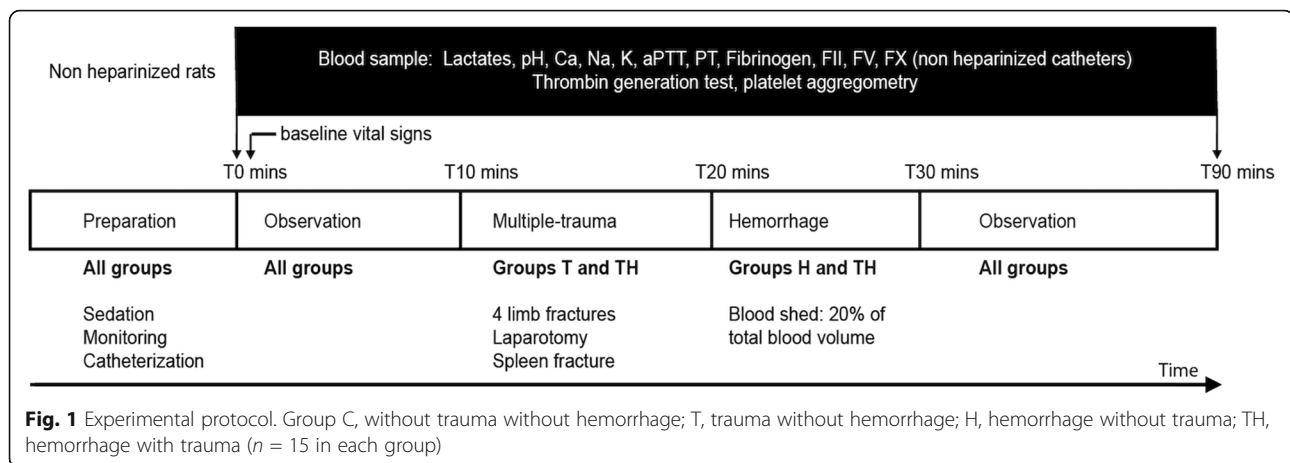 Non heparinized rats
Blood sample: Lactates, pH, Ca, Na, K, aPTT, PT, Fibrinogen, FII, FV, FX (non heparinized catheters)
Thrombin generation test, platelet aggregometry
baseline vital signs
T0 mins T10 mins T20 mins T30 mins T90 mins
Preparation Observation Multiple-trauma Hemorrhage Observation
All groups All groups Groups T and TH Groups H and TH All groups
Sedation 4 limb fractures Blood shed: 20% of
Monitoring Laparotomy total blood volume
Catheterization Spleen fracture
Time
Fig. 1 Experimental protocol. Group C, without trauma without hemorrhage; T, trauma without hemorrhage; H, hemorrhage without trauma; TH,
hemorrhage with trauma (n = 15 in each group)